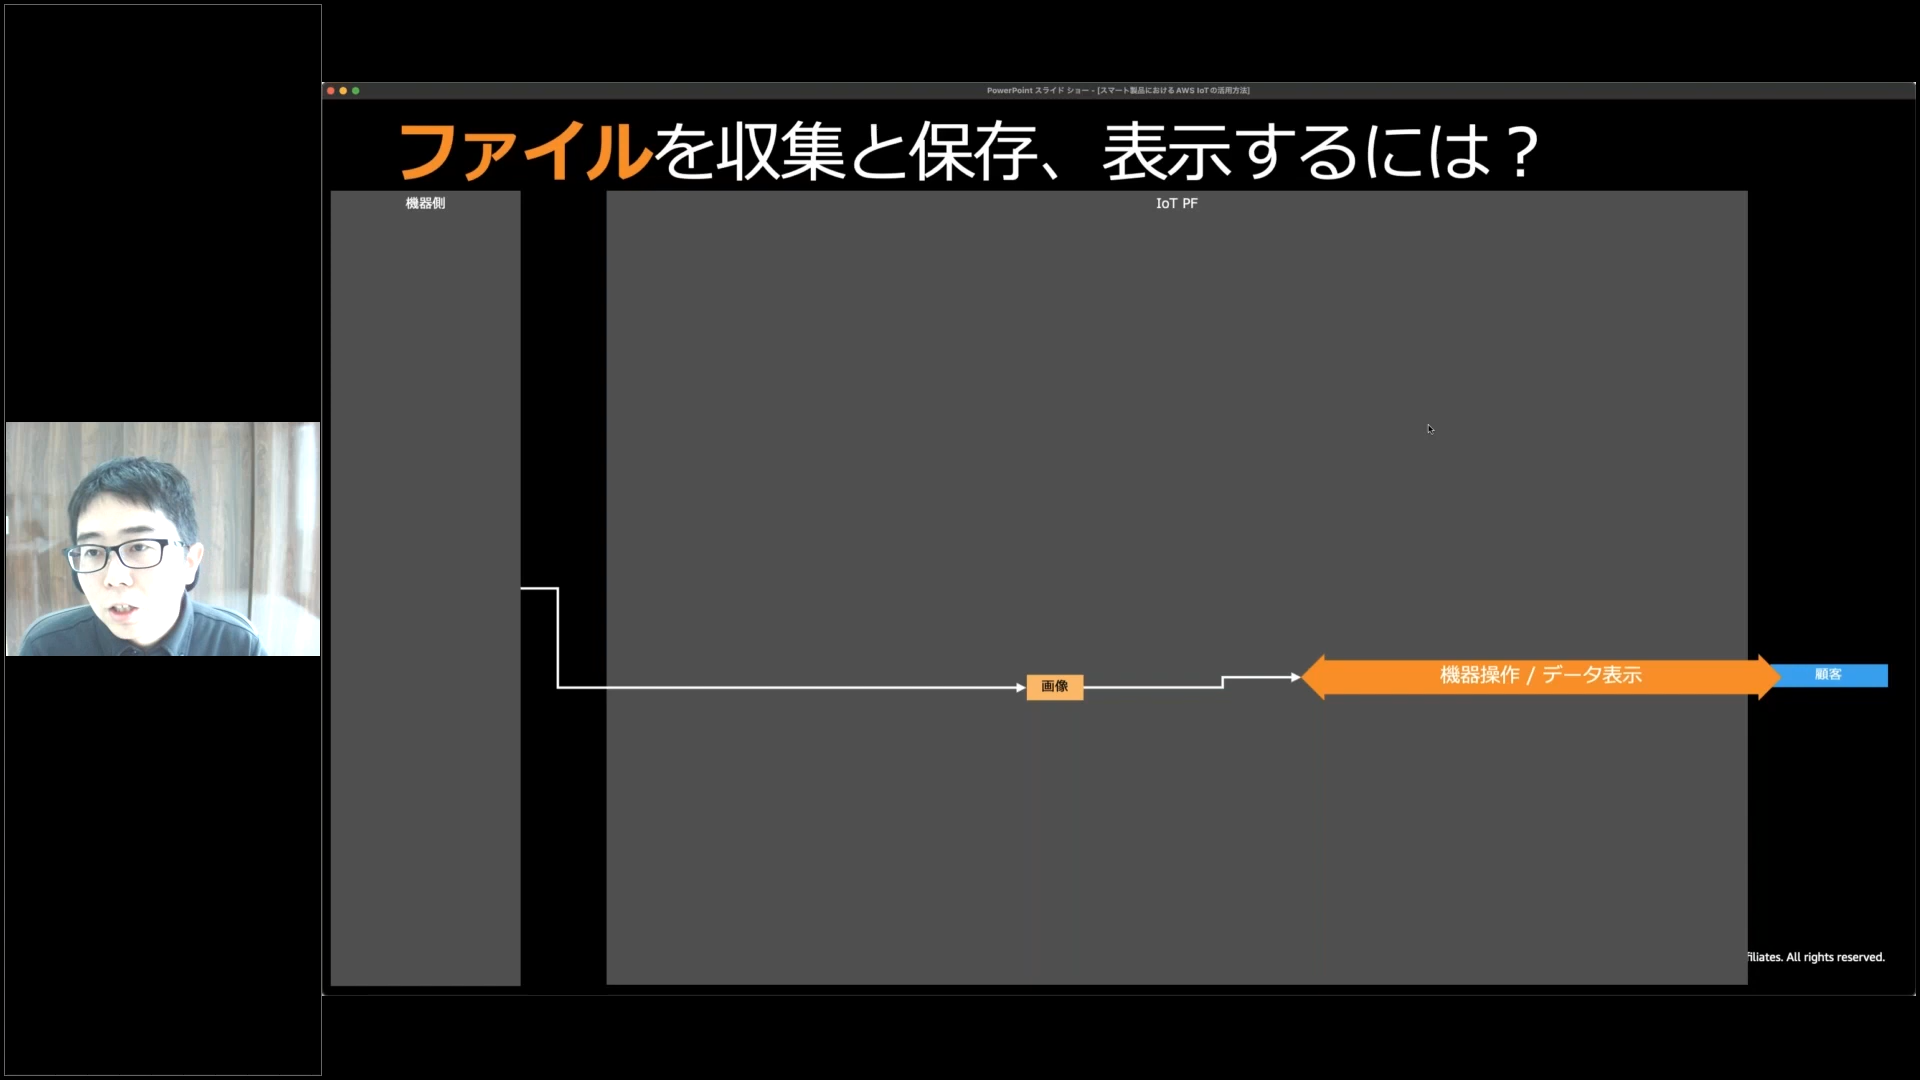 PowerPoint スライド ショー - [スマート製品における AWS IoT の活用方法]
ファイルを収集と保存、表示するには？
機器側
IoT PF
画像
機器操作 / データ表示
顧客
filiates. All rights reserved.